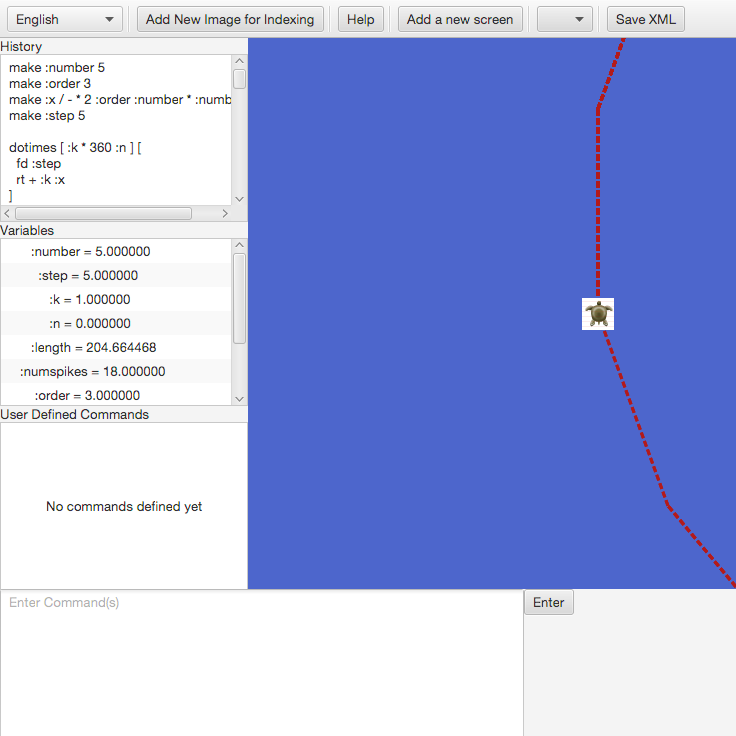 English
Add New Image for Indexing
Help
Add a new screen
Save XML
History
make :number 5
make :order 3
make :x / - * 2 :order :number * :numb
make :step 5
dotimes [ :k * 360 :n ] [
fd :step
rt + :k :x
]
Variables
:number = 5.000000
:step = 5.000000
:k = 1.000000
:n = 0.000000
:length = 204.664468
:numspikes = 18.000000
:order = 3.000000
User Defined Commands
No commands defined yet
Enter Command(s)
Enter